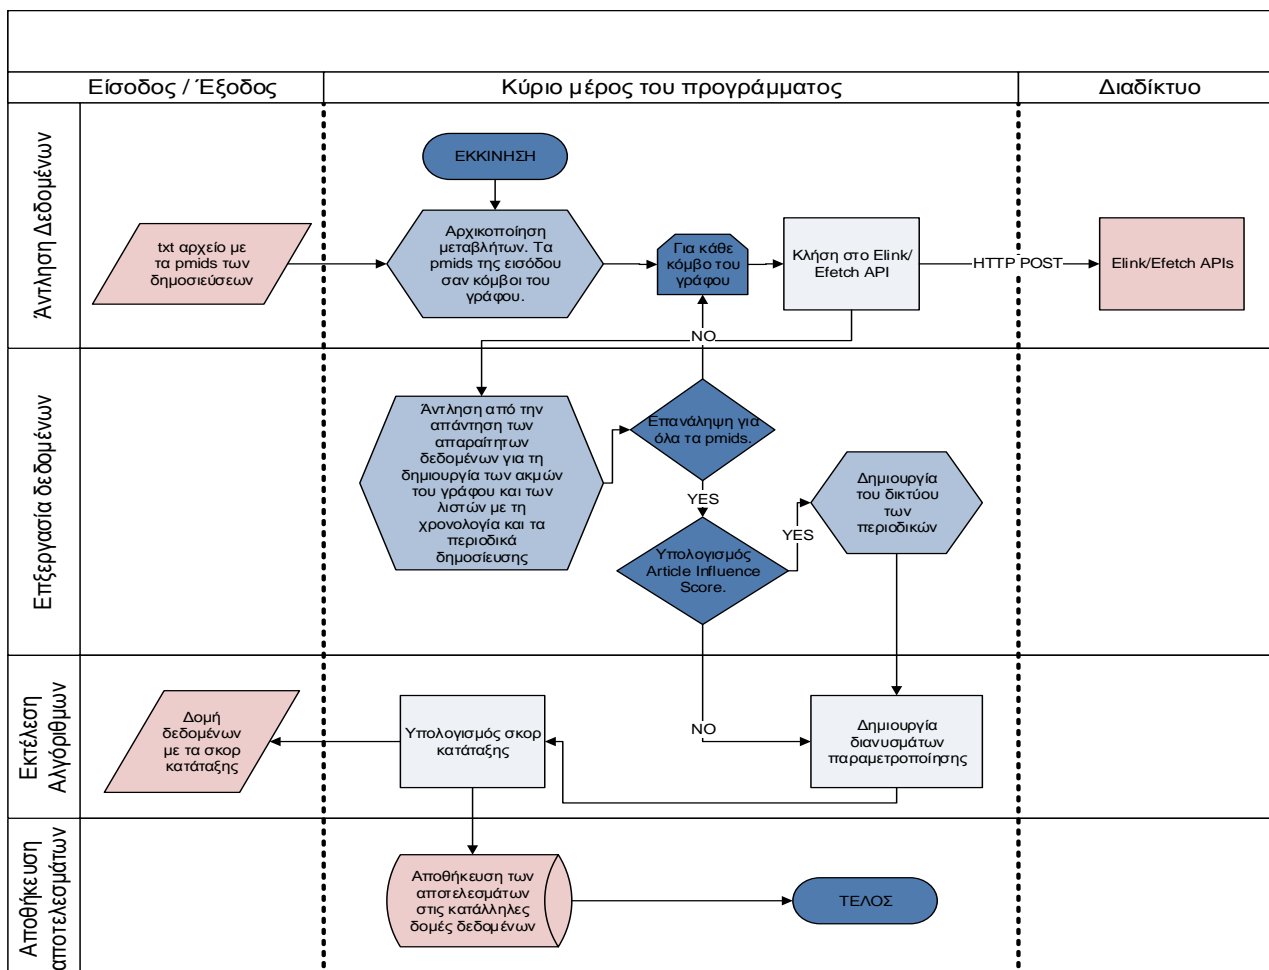 Είσοδος / Έξοδος
Κύριο μέρος του προγράμματος
Διαδίκτυο
Άντληση Δεδομένων
ΕΚΚΙΝΗΣΗ
txt αρχείο με
τα pmids των
δημοσιεύσεων
Αρχικοποίηση
μεταβλήτων. Τα
pmids της εισόδου
σαν κόμβοι του
γράφου.
Για κάθε
κόμβο του
γράφου
Κλήση στο Elink/
Efetch API
HTTP POST
Elink/Efetch APIs
NO
Επξεργασία δεδομένων
Άντληση από την
απάντηση των
απαραίτητων
δεδομένων για τη
δημιουργία των ακμών
του γράφου και των
λιστών με τη
χρονολογία και τα
περιοδικά
δημοσίευσης
Επανάληψη για
όλα τα pmids.
YES
Υπολογισμός
Article Influence
Score.
YES
Δημιουργία
του δικτύου
των
περιοδικών
Εκτέλεση
Αλγόριθμων
Δομή
δεδομένων
με τα σκορ
κατάταξης
Υπολογισμός σκορ
κατάταξης
NO
Δημιουργία
διανυσμάτων
παραμετροποίησης
Αποθήκευση
αποτελεσμάτων
Αποθήκευση των
αποτελεσμάτων
στις κατάλληλες
δομές δεδομένων
ΤΕΛΟΣ